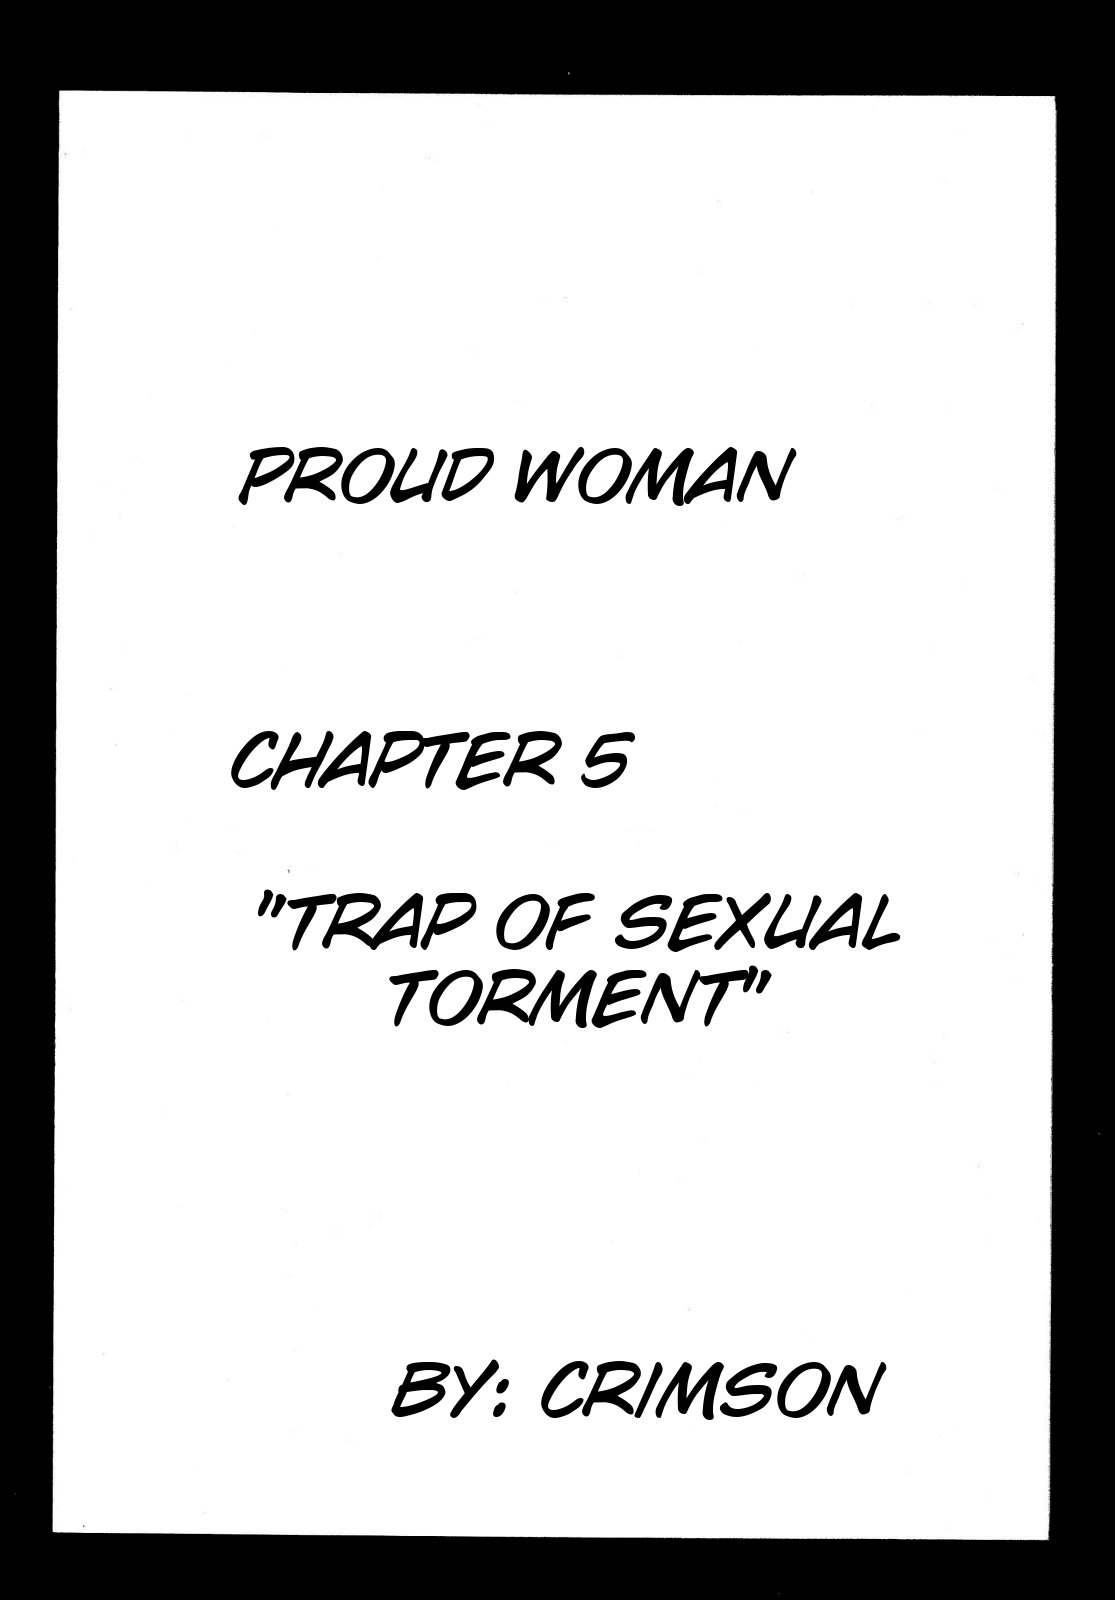 PROUD WOMAN
CHAPTER 5
"TRAP OF SEXUAL
TORMENT"
BY: CRIMSON